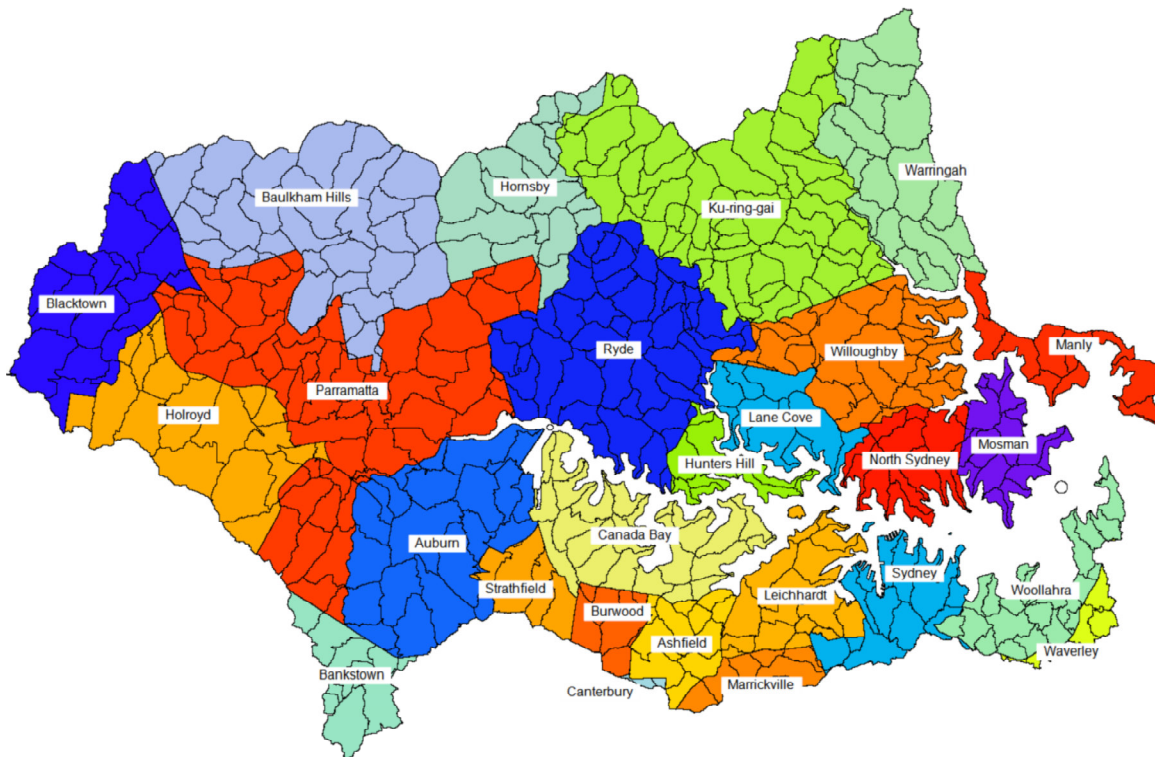 Warringah
Hornsby
Baulkham Hills
Ku-ring-gai
Blacktown
Manly
Ryde
Willoughby
Parramatta
Holroyd
Lane Cove
Mosman
North Sydney
Hunters Hill
Canada Bay
Auburn
Sydney
Strathfield
Woollahra
Leichhardt
Burwood
Ashfield
Waverley
Bankstown
Marrickville
Canterbury